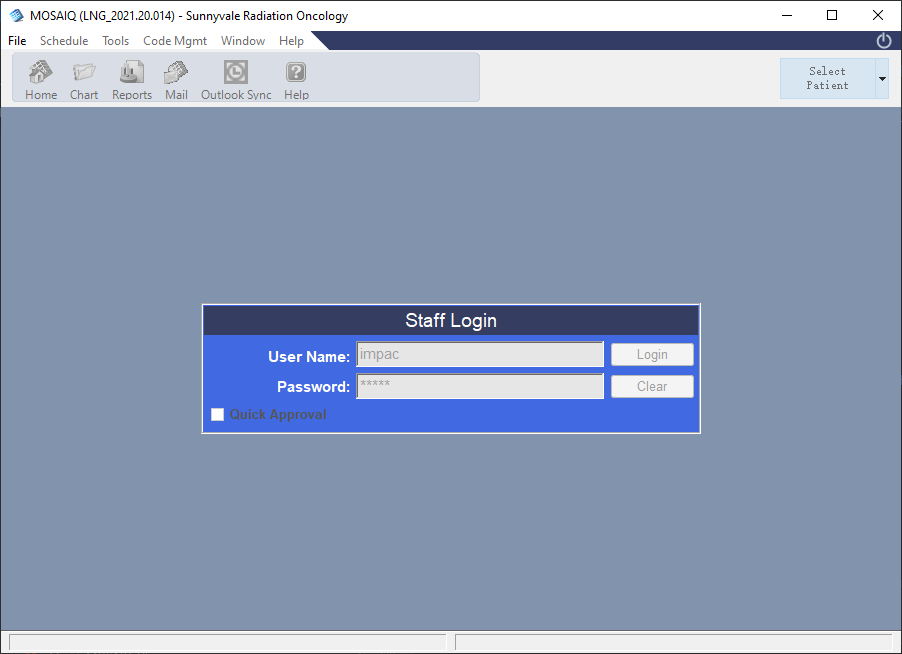 MOSAIQ (LNG_2021.20.014) - Sunnyvale Radiation Oncology
File Schedule Tools Code Mgmt Window Help
Home Chart Reports Mail Outlook Sync Help
Select
Patient
Staff Login
User Name: impac Login
Password: ***** Clear
Quick Approval